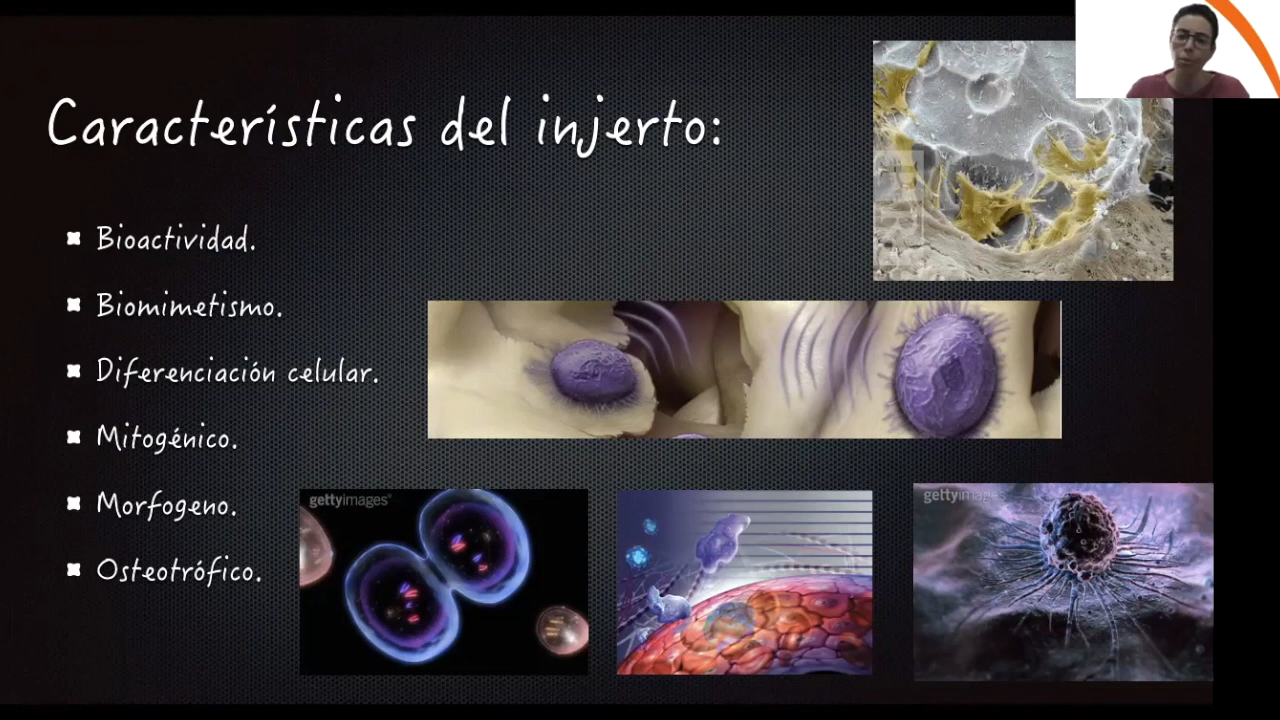 Características del injerto:
Bioactividad.
Biomimetismo.
Diferenciación celular.
Mitogénico.
Morfogeno.
Osteotrófico.
gettyimages®
gettyimages